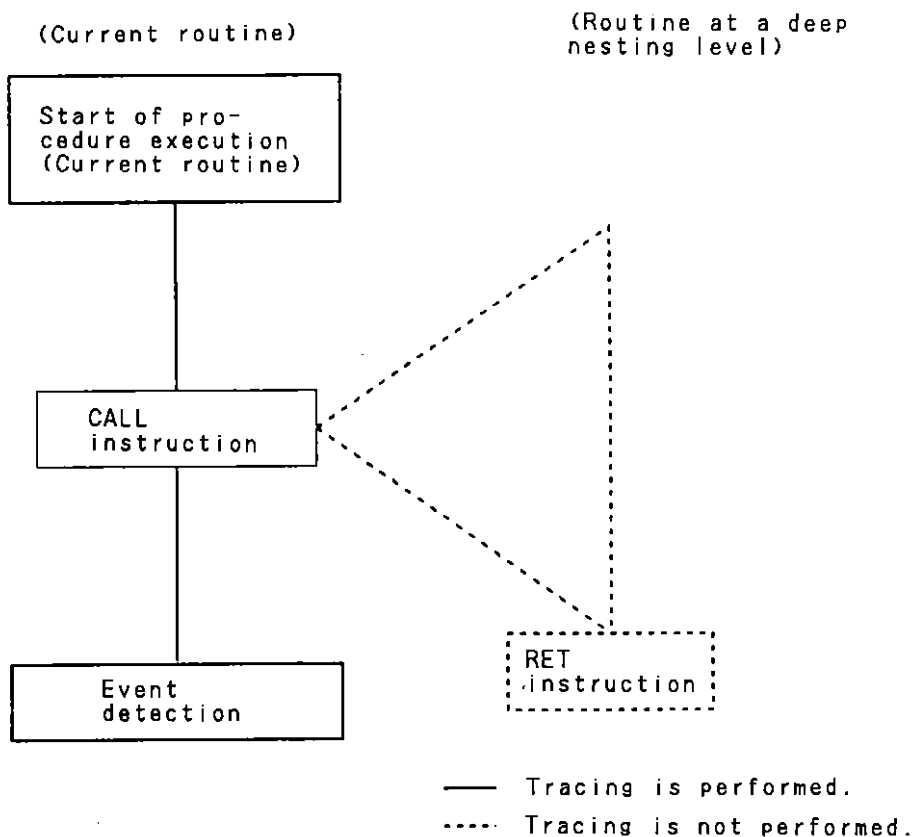 (Current routine)
(Routine at a deep
nesting level)
Start of pro-
cedure execution
(Current routine)
CALL
instruction
RET
instruction
Event
detection
Tracing is performed.
Tracing is not performed.